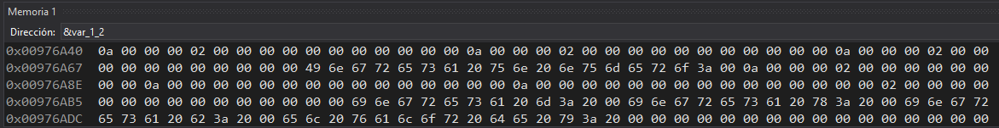 Memoria 1
Dirección: &var_1_2
0x00976A40 0a 00 00 00 02 00 00 00 00 00 00 00 00 00 00 00 0a 00 00 00 02 00 00 00 00 00 00 00 00 00 00 00 0a 00 00 00 02 00 00
0x00976A67 00 00 00 00 00 00 00 00 00 49 6e 67 72 65 73 61 20 75 6e 20 6e 75 6d 65 72 6f 3a 00 0a 00 00 00 02 00 00 00 00 00 00
0x00976A8E 00 00 0a 00 00 00 00 00 00 00 00 00 00 00 00 00 00 00 0a 00 00 00 00 00 00 00 00 00 00 00 00 00 00 00 02 00 00 00 00
0x00976AB5 00 00 00 00 00 00 00 00 00 00 00 69 6e 67 72 65 73 61 20 6d 3a 20 00 69 6e 67 72 65 73 61 20 78 3a 20 00 69 6e 67 72
0x00976ADC 65 73 61 20 62 3a 20 00 65 6c 20 76 61 6c 6f 72 20 64 65 20 79 3a 20 00 00 00 00 00 00 00 00 00 00 00 00 00 00 00 00